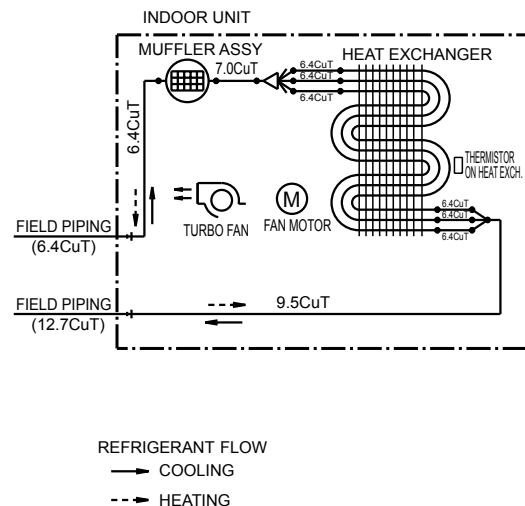 INDOOR UNIT
MUFFLER ASSY
HEAT EXCHANGER
7.0CuT
6.4CuT
6.4CuT
6.4CuT
6.4CuT
THERMISTOR
ON HEAT EXCH.
M
TURBO FAN
FAN MOTOR
6.4CuT
6.4CuT
6.4CuT
FIELD PIPING
(6.4CuT)
FIELD PIPING
(12.7CuT)
9.5CuT
REFRIGERANT FLOW
COOLING
HEATING